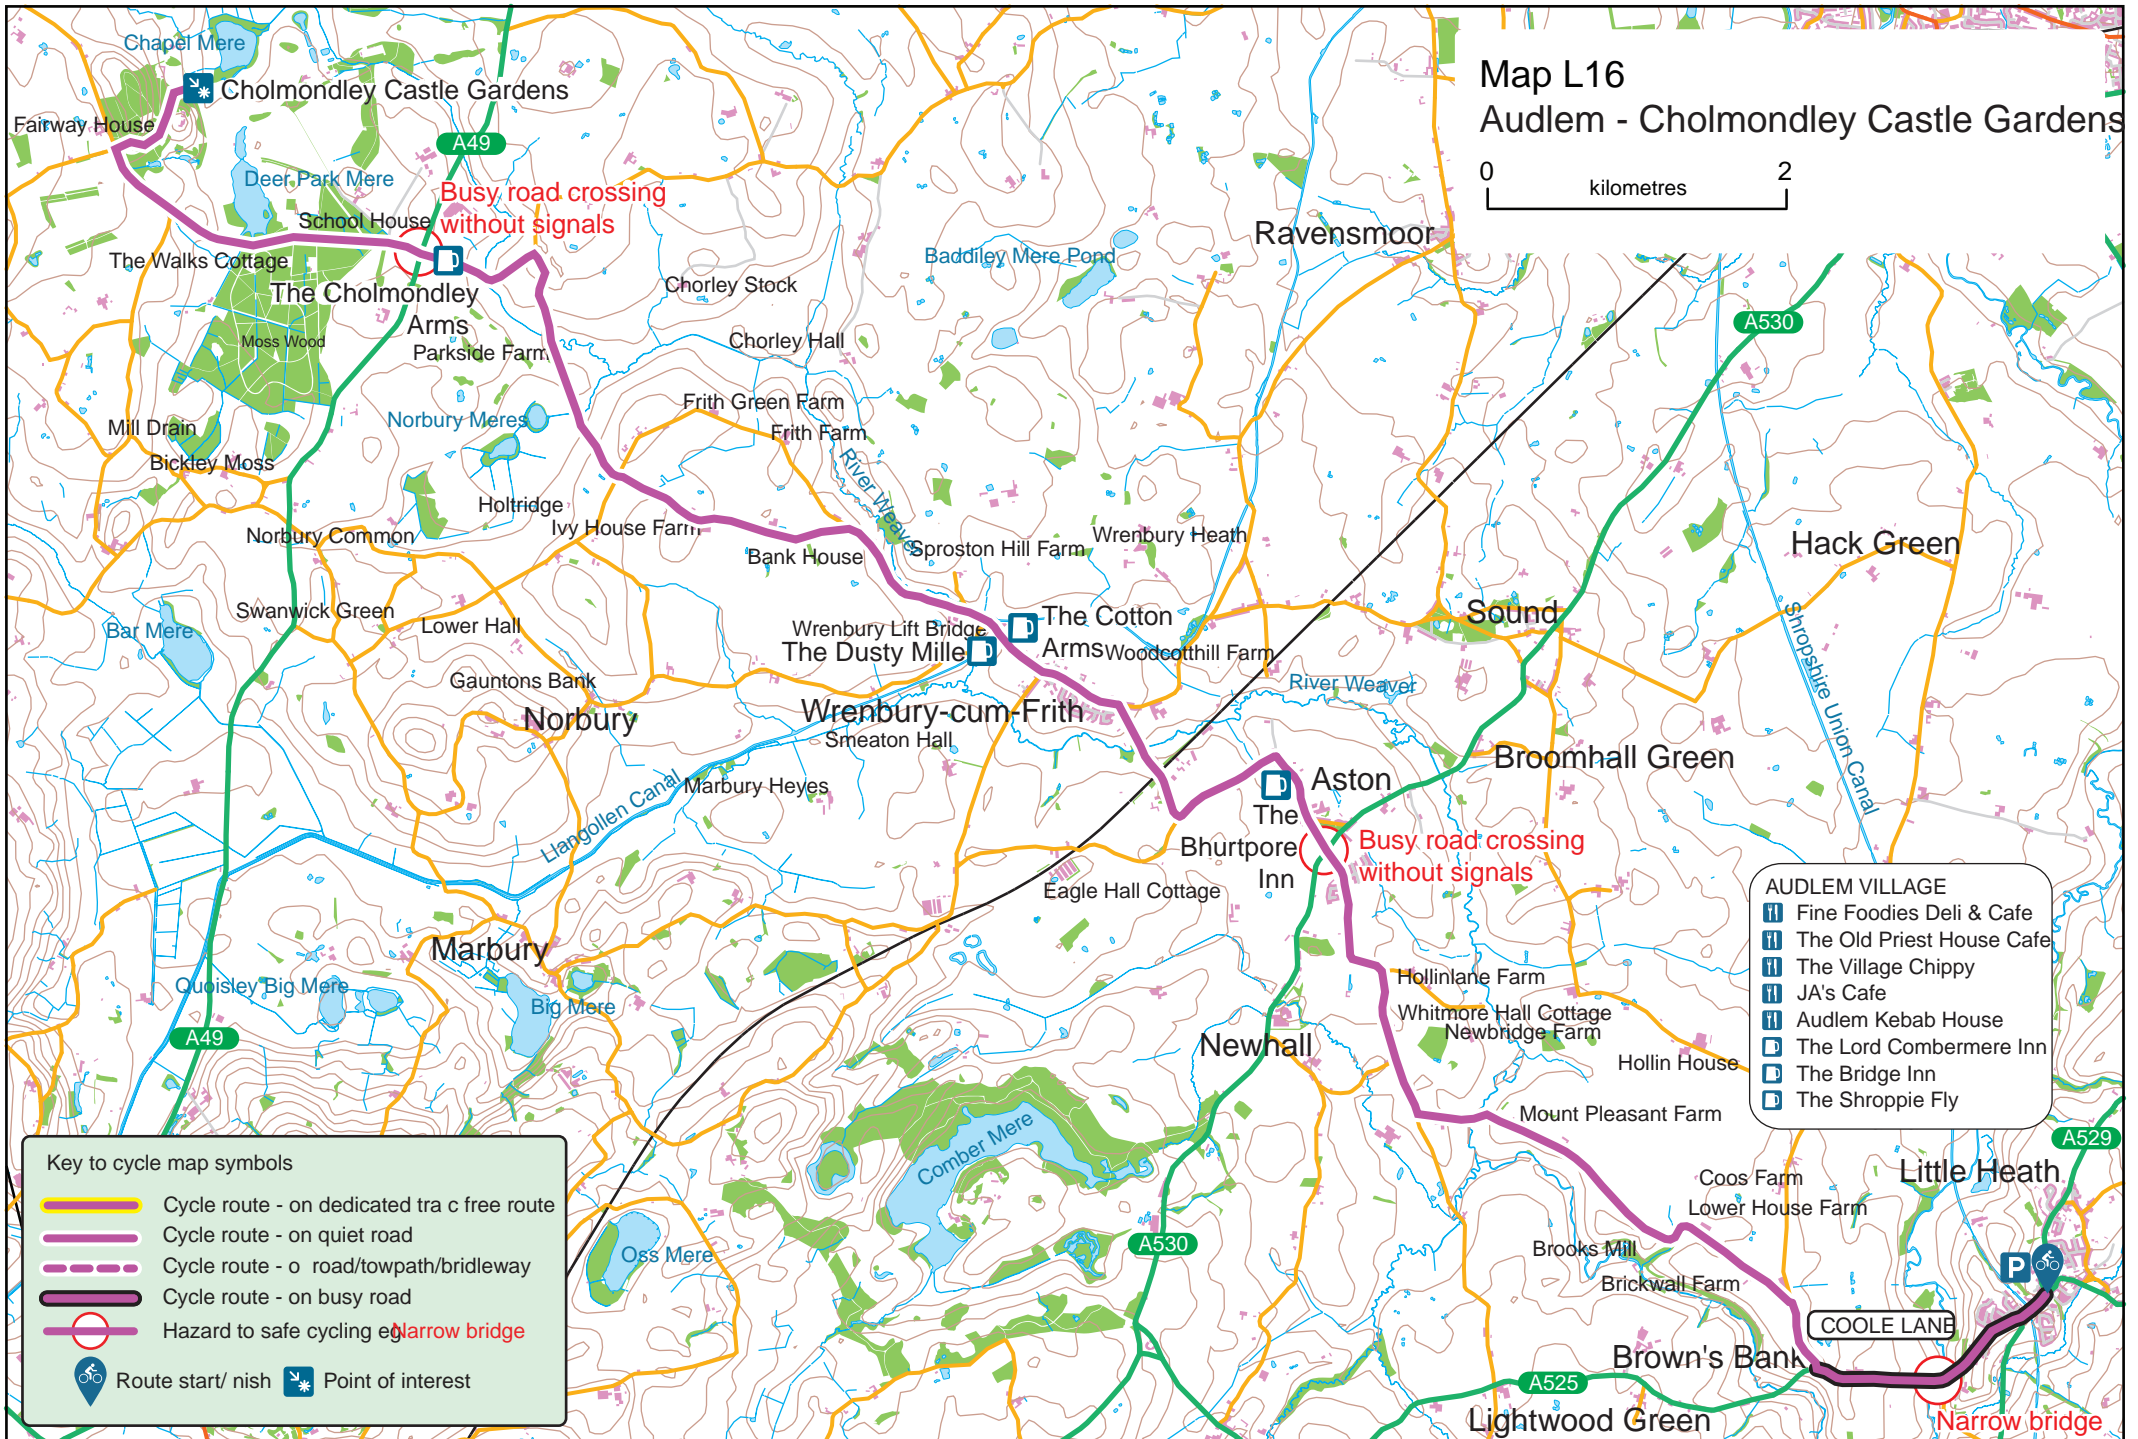 Map L16
Audlem - Cholmondley Castle Gardens
0 2
kilometres
Chapel Mere
Cholmondley Castle Gardens
Fairway House
A49
Deer Park Mere
Busy road crossing
without signals
School House
The Walks Cottage
The Cholmondley
Arms
Moss Wood
Parkside Farm
Chorley Stock
Baddiley Mere Pond
Ravensmoor
A530
Chorley Hall
Norbury Meres
Frith Green Farm
Frith Farm
Mill Drain
Bickley Moss
River Weaver
Holtridge
Ivy House Farm
Norbury Common
Bank House
Sproston Hill Farm
Wrenbury Heath
Hack Green
Swanwick Green
Lower Hall
Bar Mere
Wrenbury Lift Bridge
The Dusty Mille
The Cotton
Arms
Woodcotthill Farm
Sound
Shropshire Union Canal
Gauntons Bank
Norbury
River Weaver
Wrenbury-cum-Frith
Smeaton Hall
Marbury Heyes
Llangollen Canal
Aston
Broomhall Green
The
Bhurtpore
Inn
Busy road crossing
without signals
Eagle Hall Cottage
Marbury
Quoisley Big Mere
Big Mere
A49
Hollinlane Farm
Whitmore Hall Cottage
Newbridge Farm
Newhall
Hollin House
AUDLEM VILLAGE
Fine Foodies Deli & Cafe
The Old Priest House Cafe
The Village Chippy
JA's Cafe
Audlem Kebab House
The Lord Combermere Inn
The Bridge Inn
The Shroppie Fly
Mount Pleasant Farm
Comber Mere
A529
Little Heath
Coos Farm
Lower House Farm
Oss Mere
A530
Brooks Mill
Brickwall Farm
P
COOLE LANE
Brown's Bank
A525
Lightwood Green
Narrow bridge
Key to cycle map symbols
Cycle route - on dedicated tra c free route
Cycle route - on quiet road
Cycle route - o road/towpath/bridleway
Cycle route - on busy road
Hazard to safe cycling eg Narrow bridge
Route start/ nish
Point of interest